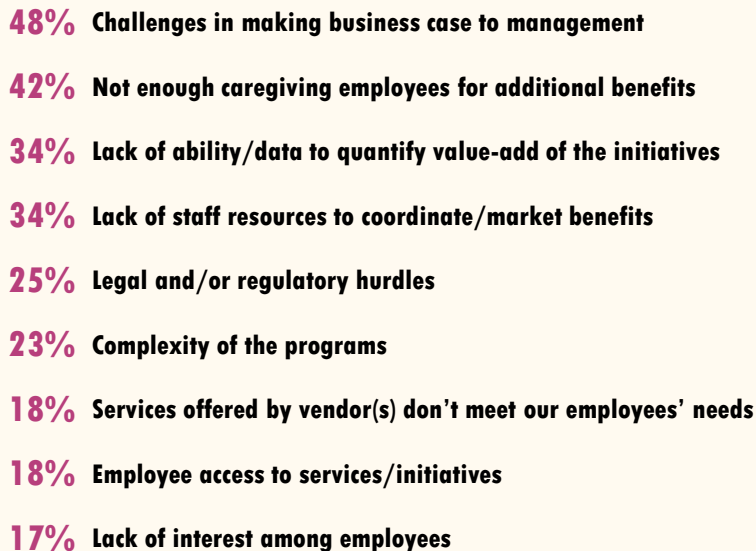 48% Challenges in making business case to management
42% Not enough caregiving employees for additional benefits
34% Lack of ability/data to quantify value-add of the initiatives
34% Lack of staff resources to coordinate/market benefits
25% Legal and/or regulatory hurdles
23% Complexity of the programs
18% Services offered by vendor(s) don’t meet our employees’ needs
18% Employee access to services/initiatives
17% Lack of interest among employees